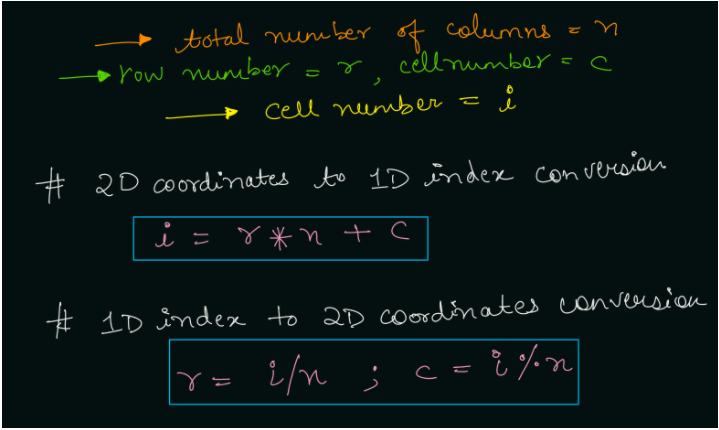 → total number of columns = n
→ row number = r, cellnumber = c
→ cell number = i
# 2D coordinates to 1D index conversion
i = r * n + c
# 1D index to 2D coordinates conversion
r = i/n ; c = i % n